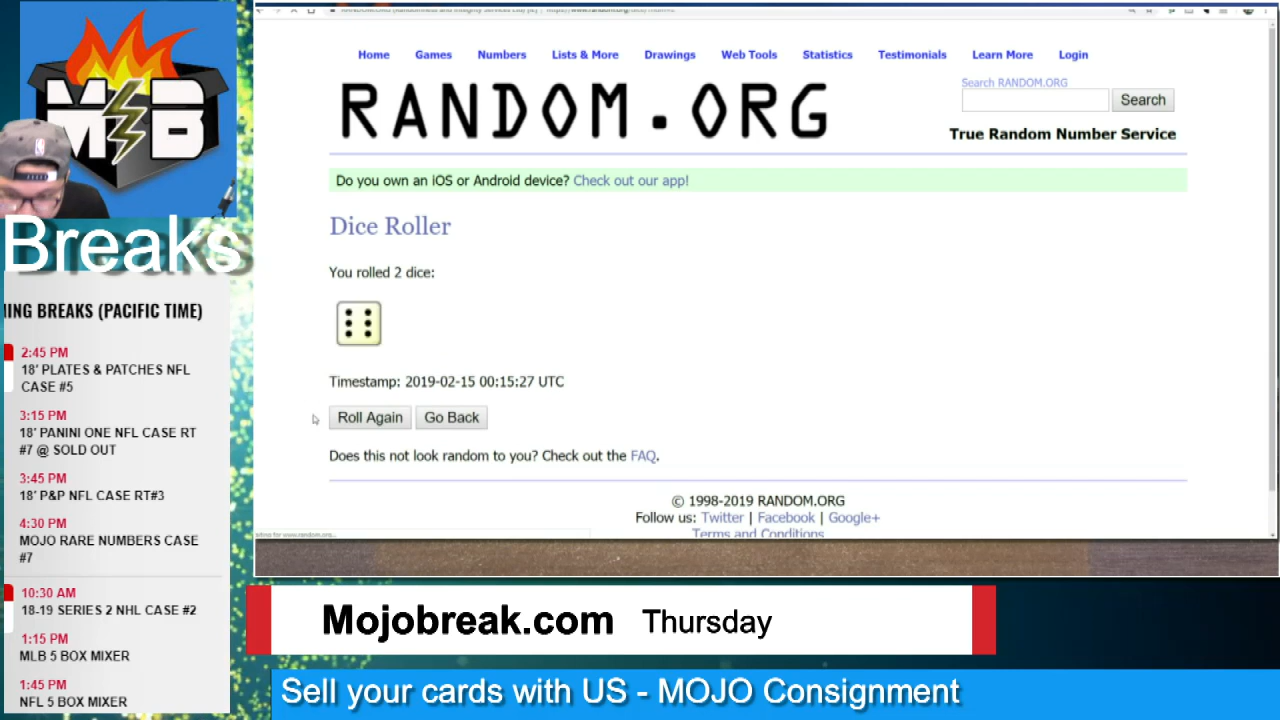 Home Games Numbers Lists & More Drawings Web Tools Statistics Testimonials Learn More Login
RANDOM.ORG
Search RANDOM.ORG
Search
True Random Number Service
Do you own an iOS or Android device? Check out our app!
Dice Roller
You rolled 2 dice:
Timestamp: 2019-02-15 00:15:27 UTC
Roll Again Go Back
Does this not look random to you? Check out the FAQ.
© 1998-2019 RANDOM.ORG
Follow us: Twitter | Facebook | Google+
Terms and Conditions
M B
Breaks
ING BREAKS (PACIFIC TIME)
2:45 PM
18' PLATES & PATCHES NFL
CASE #5
3:15 PM
18' PANINI ONE NFL CASE RT
#7 @ SOLD OUT
3:45 PM
18' P&P NFL CASE RT#3
4:30 PM
MOJO RARE NUMBERS CASE
#7
10:30 AM
18-19 SERIES 2 NHL CASE #2
1:15 PM
MLB 5 BOX MIXER
1:45 PM
NFL 5 BOX MIXER
Mojobreak.com Thursday
Sell your cards with US - MOJO Consignment